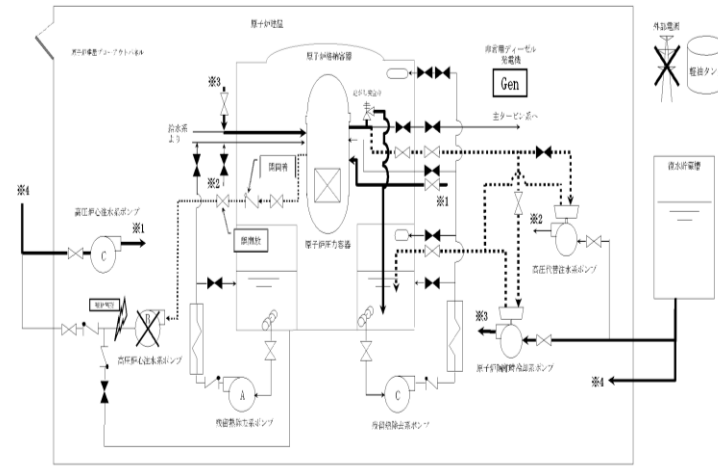 原子炉建屋
外部電源
原子炉建屋ブローアウトパネル
原子炉格納容器
非常用ディーゼル
発電機
Gen
軽油タンク
※3
逃がし安全弁
給水系
より
主タービン系へ
※4
※2
※1
※1
※2
復水貯蔵槽
高圧炉心注水系ポンプ
原子炉圧力容器
高圧代替注水系ポンプ
C
※3
B
高圧炉心注水系ポンプ
原子炉隔離時冷却系ポンプ
※4
A
C
残留熱除去系ポンプ
残留熱除去系ポンプ